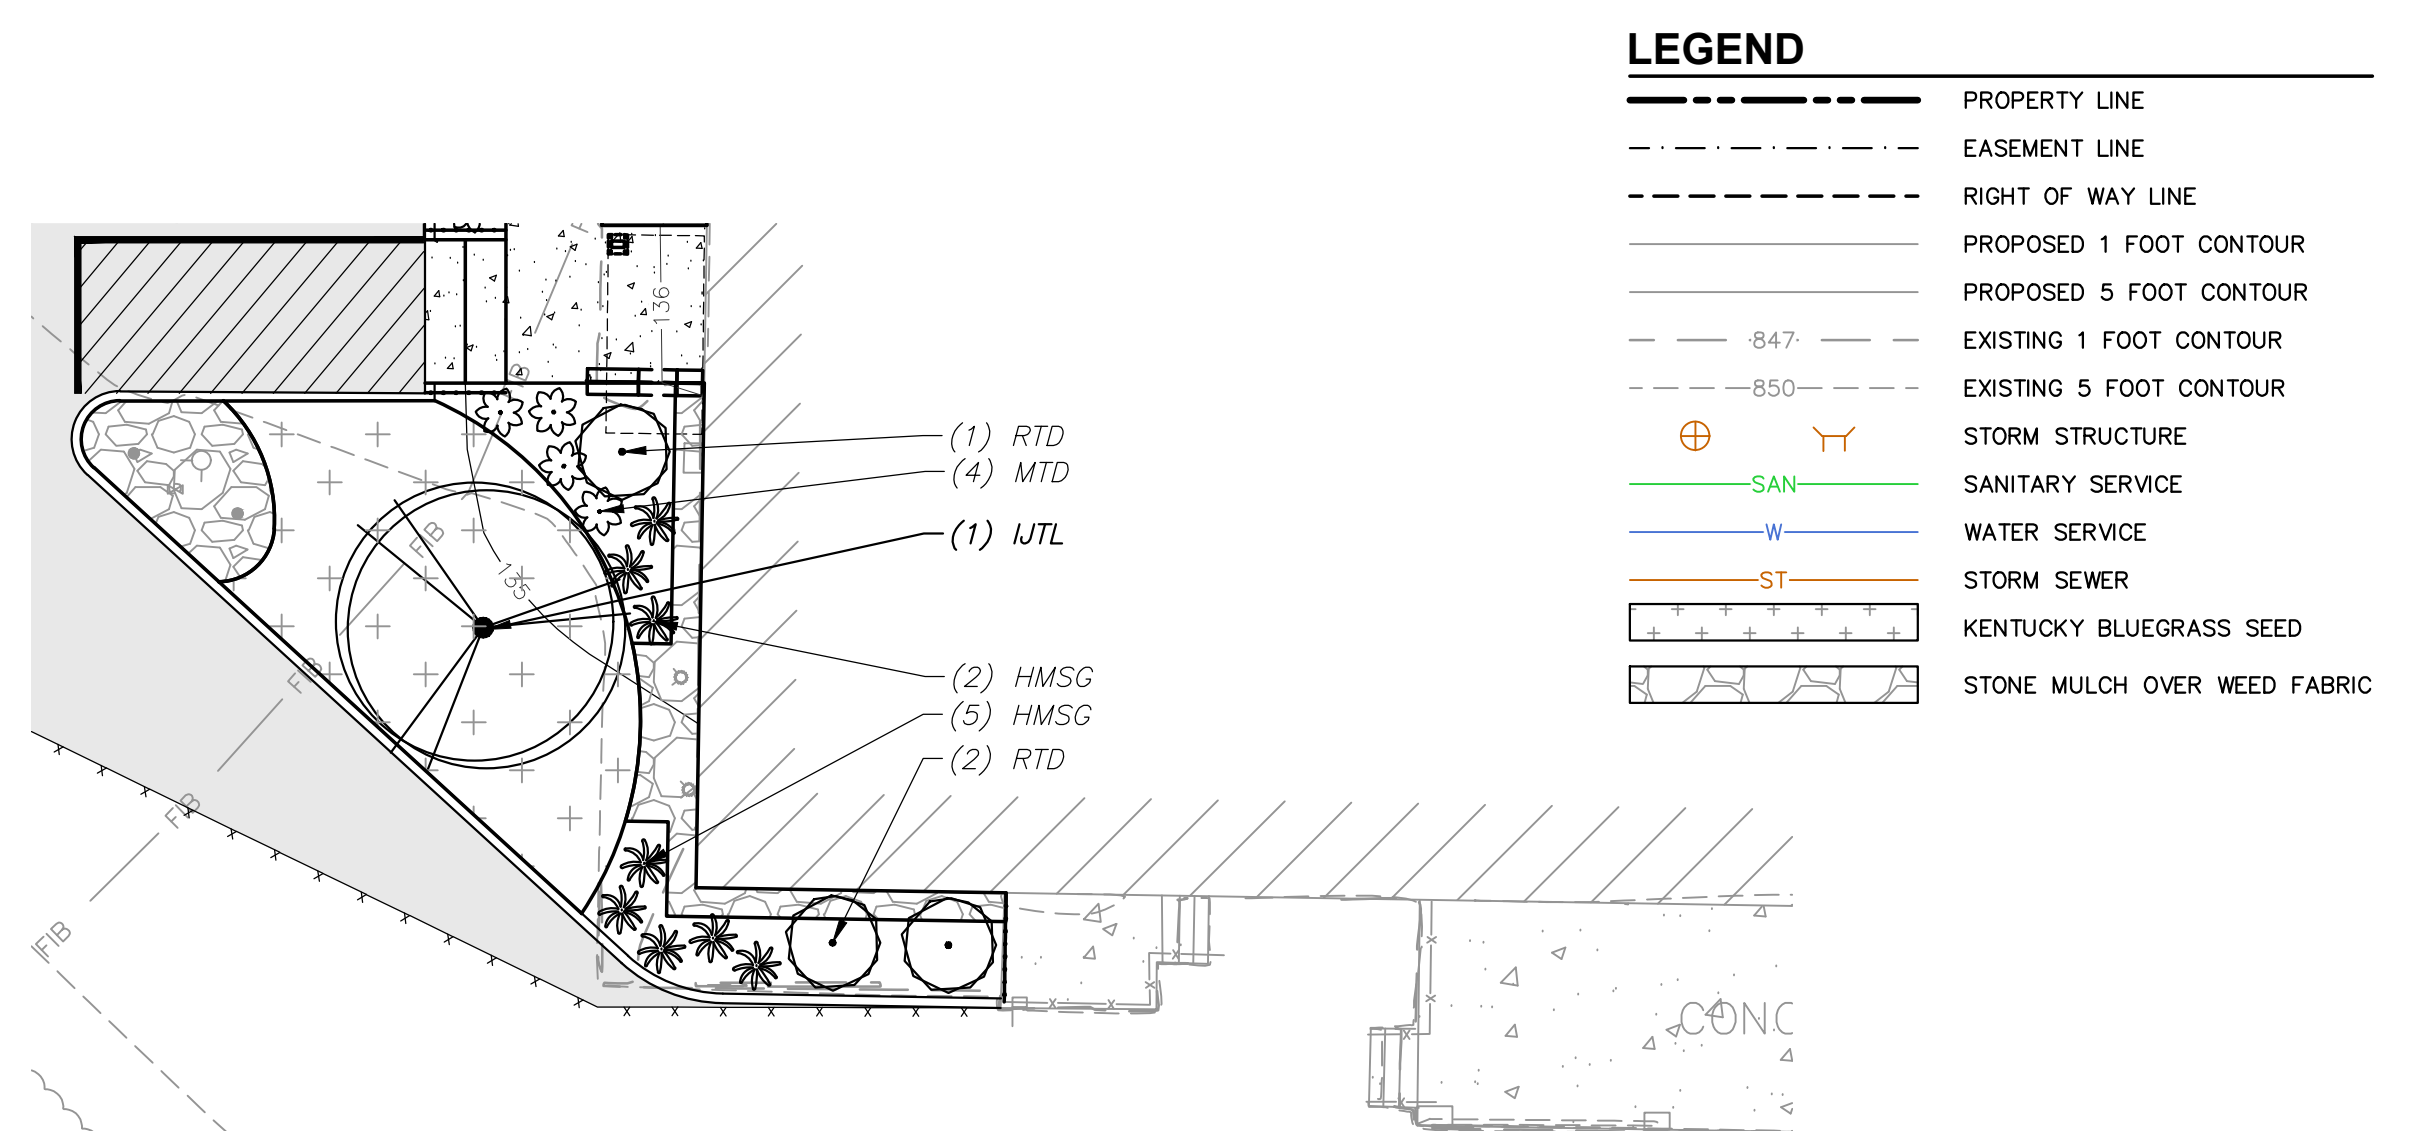 LEGEND
PROPERTY LINE
EASEMENT LINE
RIGHT OF WAY LINE
PROPOSED 1 FOOT CONTOUR
PROPOSED 5 FOOT CONTOUR
847 EXISTING 1 FOOT CONTOUR
850 EXISTING 5 FOOT CONTOUR
STORM STRUCTURE
SAN SANITARY SERVICE
W WATER SERVICE
ST STORM SEWER
KENTUCKY BLUEGRASS SEED
STONE MULCH OVER WEED FABRIC
136
(1) RTD
(4) MTD
(1) IJTL
135
(2) HMSG
(5) HMSG
(2) RTD
FIB
FIB
FIB
FIB
CONC